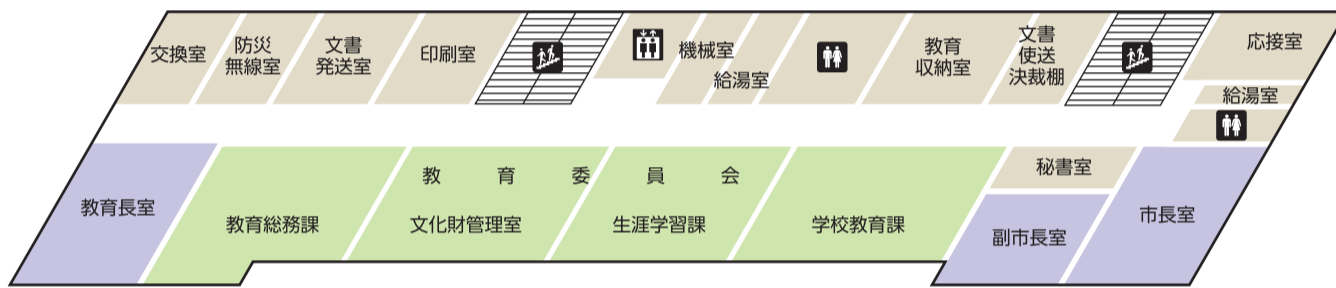 交換室
防災
無線室
文書
発送室
印刷室
機械室
給湯室
教育
収納室
文書
使送
決裁棚
応接室
給湯室
教育長室
教育総務課
教育委員会
文化財管理室
生涯学習課
学校教育課
秘書室
副市長室
市長室